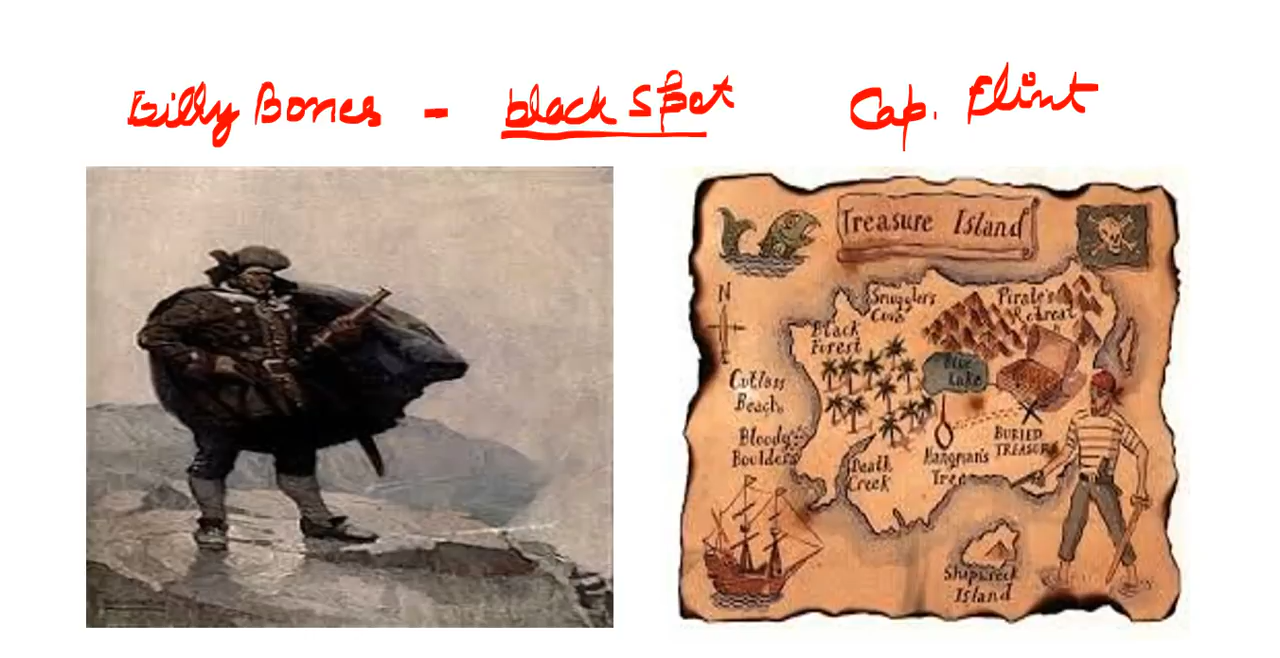 Billy Bones - black Spot Cap. Flint
Treasure Island
N
Smuggler's
Cove
Pirate's
Retreat
Black
Forest
Blue
Lake
Cutlass
Beach
Bloody
Boulders
BURIED
TREASURE
Hangman's
Tree
Death
Creek
Shipwreck
Island